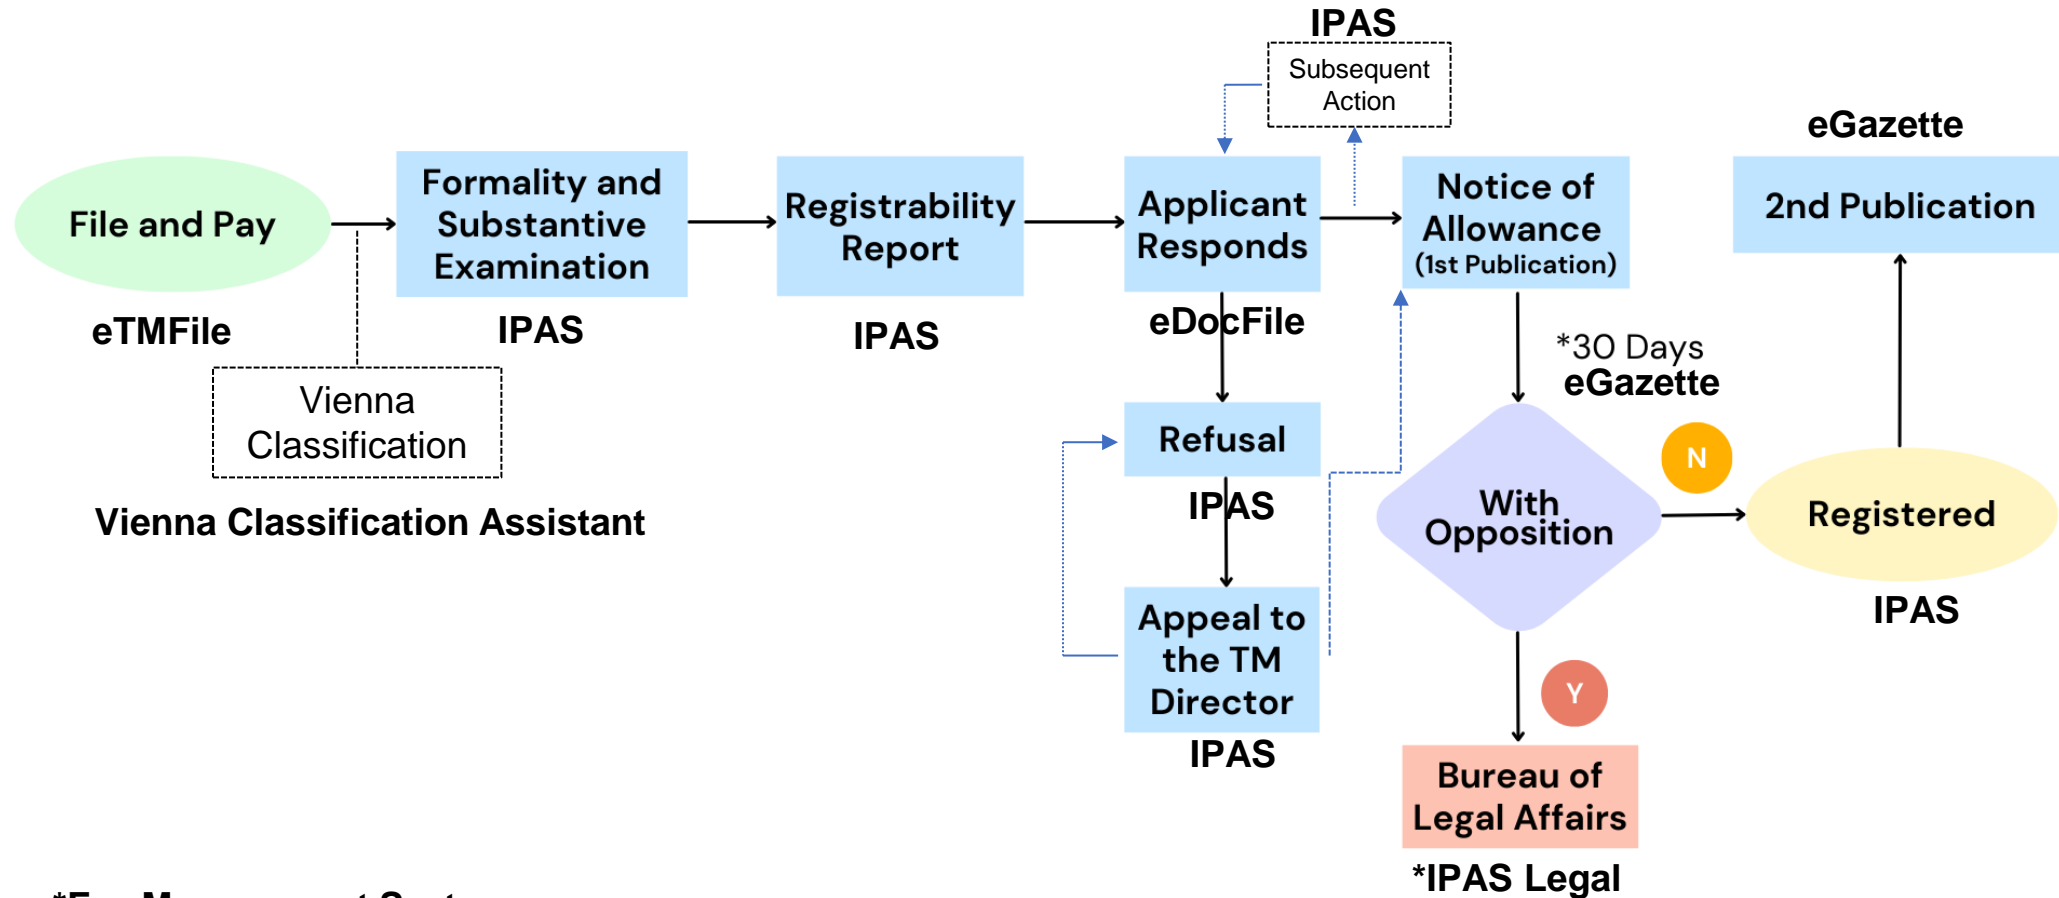 IPAS
Subsequent
Action
eGazette
File and Pay
eTMFile
Vienna
Classification
Vienna Classification Assistant
Formality and
Substantive
Examination
IPAS
Registrability
Report
IPAS
Applicant
Responds
eDocFile
Notice of
Allowance
(1st Publication)
2nd Publication
*30 Days
eGazette
Refusal
IPAS
N
With
Opposition
Registered
IPAS
Appeal to
the TM
Director
IPAS
Y
Bureau of
Legal Affairs
*IPAS Legal